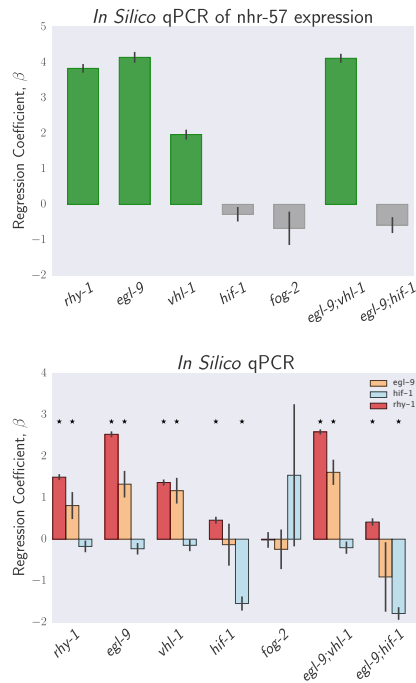 In Silico qPCR of nhr-57 expression
Regression Coefficient, β
5
4
3
2
1
0
−1
−2
rhy-1
egl-9
vhl-1
hif-1
fog-2
egl-9;vhl-1
egl-9;hif-1
In Silico qPCR
Regression Coefficient, β
4
3
2
1
0
−1
−2
egl-9
hif-1
rhy-1
rhy-1
egl-9
vhl-1
hif-1
fog-2
egl-9;vhl-1
egl-9;hif-1